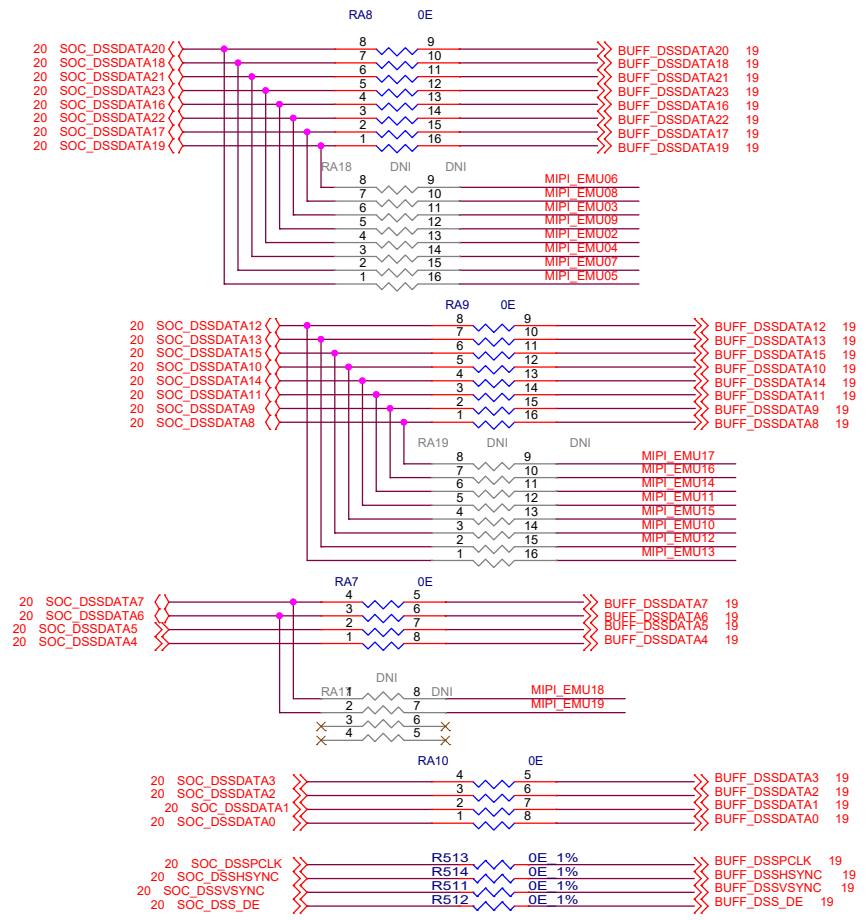 RA8 0E
20 SOC_DSSDATA20 8 9 BUFF_DSSDATA20 19
20 SOC_DSSDATA18 7 10 BUFF_DSSDATA18 19
20 SOC_DSSDATA21 6 11 BUFF_DSSDATA21 19
20 SOC_DSSDATA23 5 12 BUFF_DSSDATA23 19
20 SOC_DSSDATA16 4 13 BUFF_DSSDATA16 19
20 SOC_DSSDATA22 3 14 BUFF_DSSDATA22 19
20 SOC_DSSDATA17 2 15 BUFF_DSSDATA17 19
20 SOC_DSSDATA19 1 16 BUFF_DSSDATA19 19
RA18 DNI DNI
8 9 MIPI_EMU06
7 10 MIPI_EMU08
6 11 MIPI_EMU03
5 12 MIPI_EMU09
4 13 MIPI_EMU02
3 14 MIPI_EMU04
2 15 MIPI_EMU07
1 16 MIPI_EMU05
RA9 0E
20 SOC_DSSDATA12 8 9 BUFF_DSSDATA12 19
20 SOC_DSSDATA13 7 10 BUFF_DSSDATA13 19
20 SOC_DSSDATA15 6 11 BUFF_DSSDATA15 19
20 SOC_DSSDATA10 5 12 BUFF_DSSDATA10 19
20 SOC_DSSDATA14 4 13 BUFF_DSSDATA14 19
20 SOC_DSSDATA11 3 14 BUFF_DSSDATA11 19
20 SOC_DSSDATA9 2 15 BUFF_DSSDATA9 19
20 SOC_DSSDATA8 1 16 BUFF_DSSDATA8 19
RA19 DNI DNI
8 9 MIPI_EMU17
7 10 MIPI_EMU16
6 11 MIPI_EMU14
5 12 MIPI_EMU11
4 13 MIPI_EMU15
3 14 MIPI_EMU10
2 15 MIPI_EMU12
1 16 MIPI_EMU13
RA7 0E
20 SOC_DSSDATA7 4 5 BUFF_DSSDATA7 19
20 SOC_DSSDATA6 3 6 BUFF_DSSDATA6 19
20 SOC_DSSDATA5 2 7 BUFF_DSSDATA5 19
20 SOC_DSSDATA4 1 8 BUFF_DSSDATA4 19
DNI
RA17 1 8 DNI MIPI_EMU18
2 7 MIPI_EMU19
3 6
4 5
RA10 0E
20 SOC_DSSDATA3 4 5 BUFF_DSSDATA3 19
20 SOC_DSSDATA2 3 6 BUFF_DSSDATA2 19
20 SOC_DSSDATA1 2 7 BUFF_DSSDATA1 19
20 SOC_DSSDATA0 1 8 BUFF_DSSDATA0 19
20 SOC_DSSPCLK R513 0E_1% BUFF_DSSPCLK 19
20 SOC_DSSHSYNC R514 0E_1% BUFF_DSSHSYNC 19
20 SOC_DSSVSYNC R511 0E_1% BUFF_DSSVSYNC 19
20 SOC_DSS_DE R512 0E_1% BUFF_DSS_DE 19